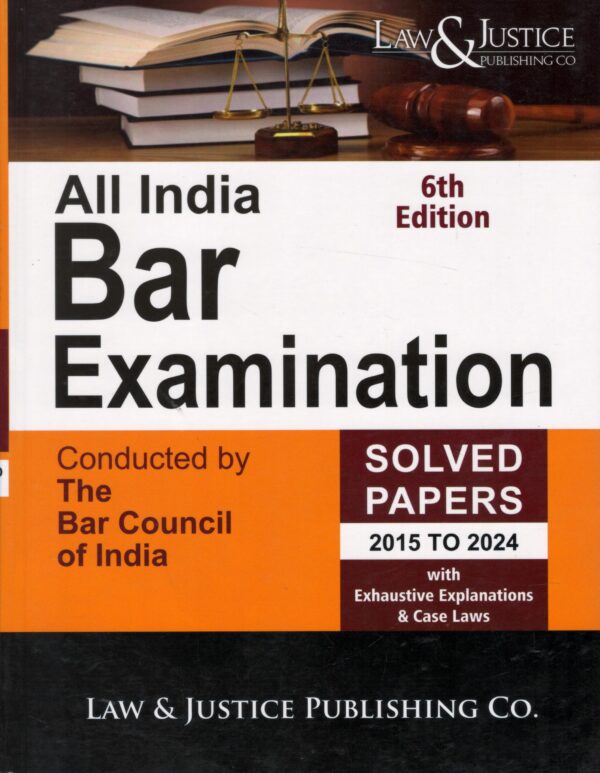 LAW & JUSTICE
PUBLISHING CO
All India
6th
Edition
Bar
Examination
Conducted by
The
Bar Council
of India
SOLVED
PAPERS
2015 TO 2024
with
Exhaustive Explanations
& Case Laws
LAW & JUSTICE PUBLISHING CO.